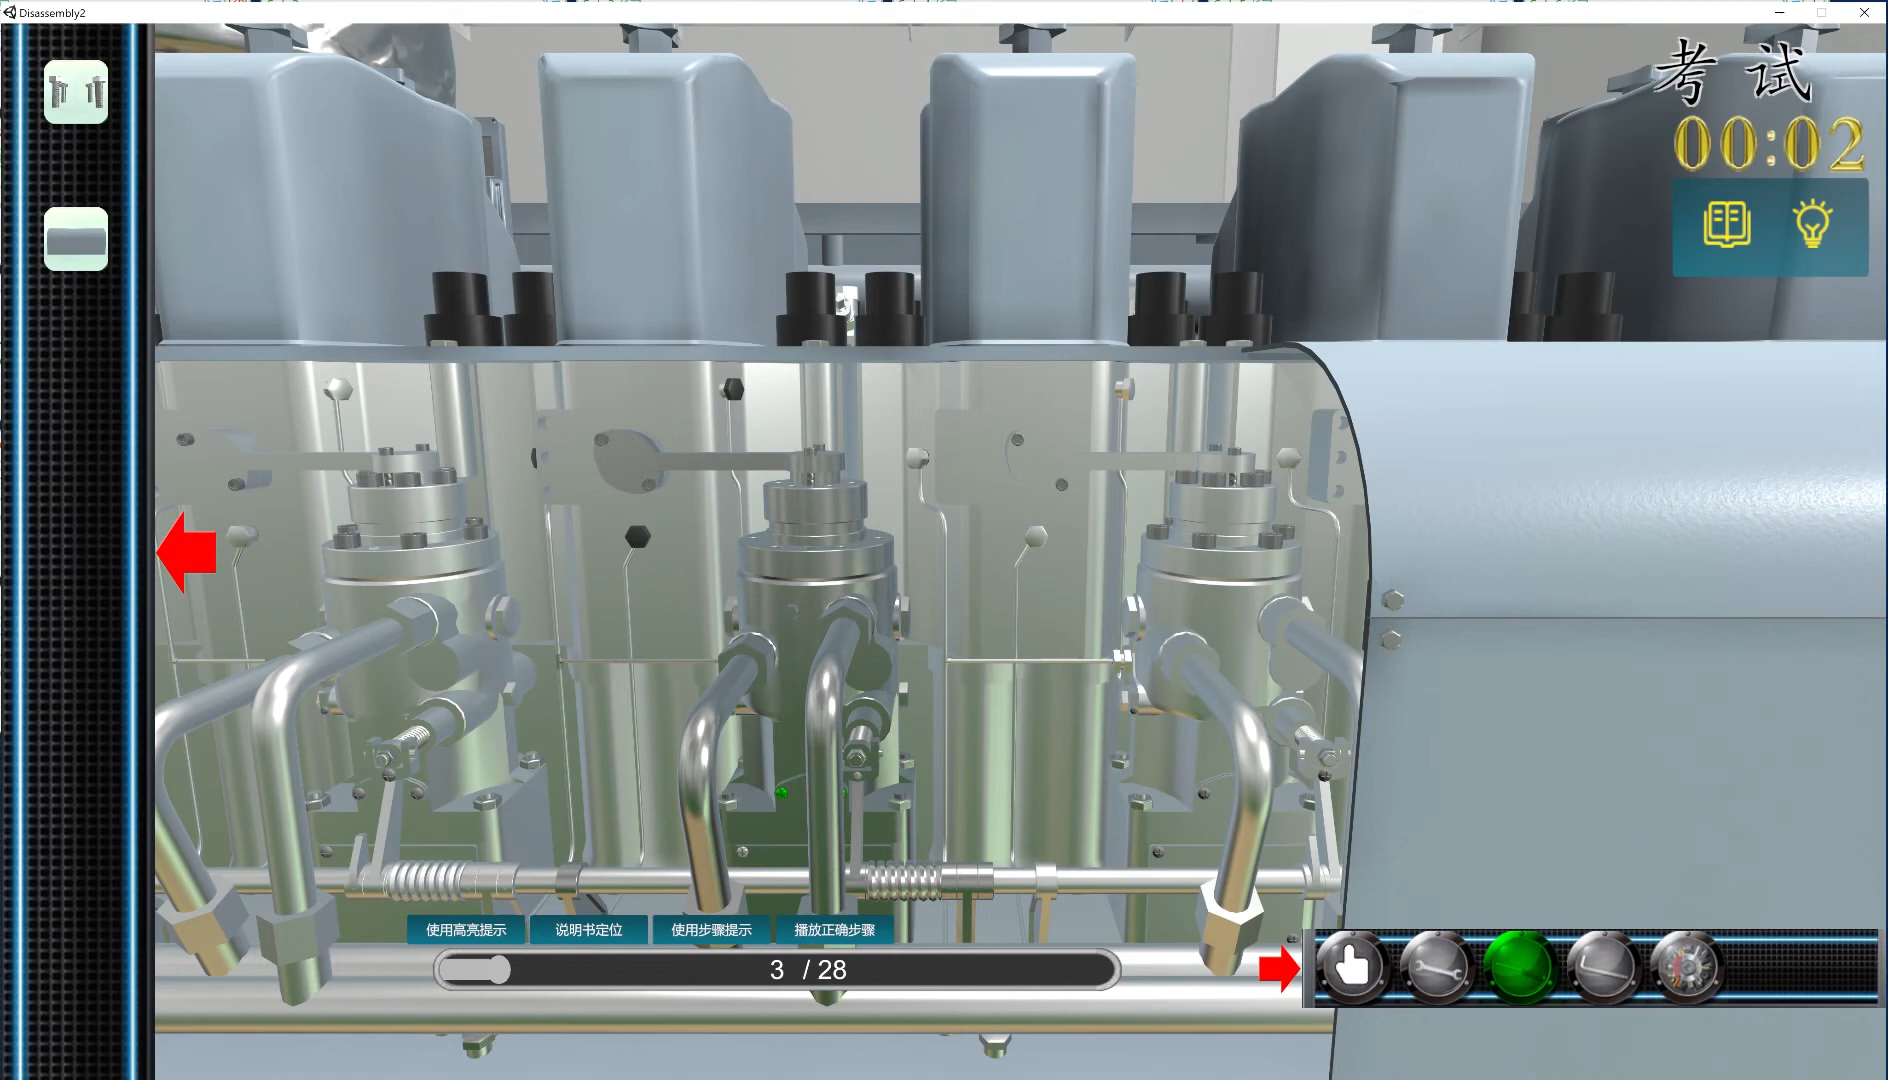 Disassembly2
考 试
00:02
使用高亮提示
说明书定位
使用步骤提示
播放正确步骤
3 / 28